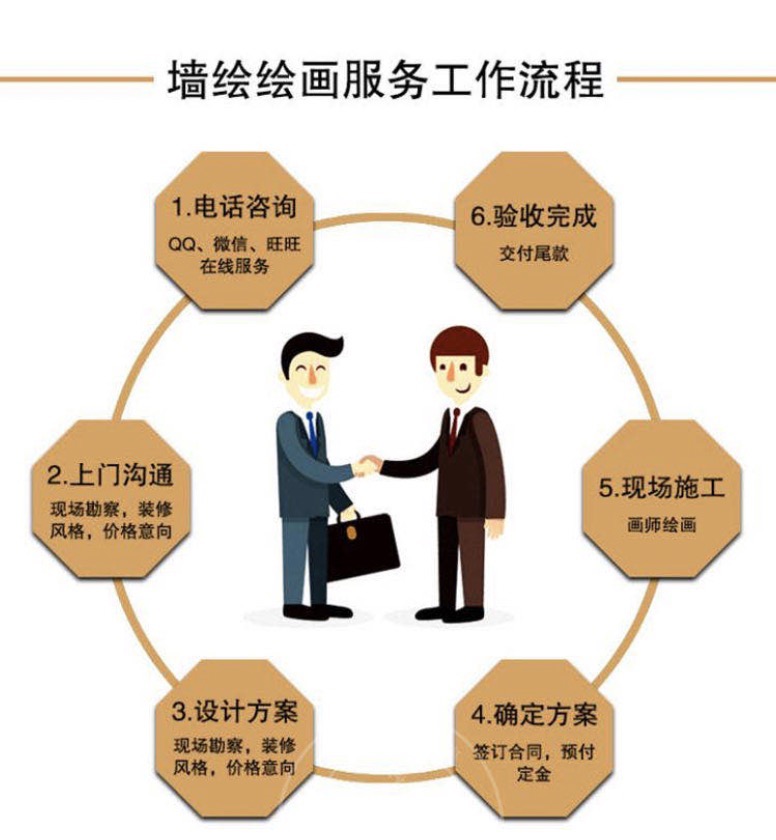 墙绘绘画服务工作流程
1.电话咨询
QQ、微信、旺旺
在线服务
2.上门沟通
现场勘察，装修
风格，价格意向
3.设计方案
现场勘察，装修
风格，价格意向
4.确定方案
签订合同，预付
定金
5.现场施工
画师绘画
6.验收完成
交付尾款